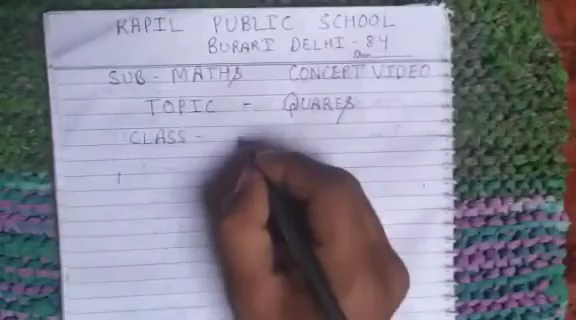 KAPIL PUBLIC SCHOOL
BURARI DELHI - 84
SUB - MATHS CONCEPT VIDEO
TOPIC - QUARES
CLASS -